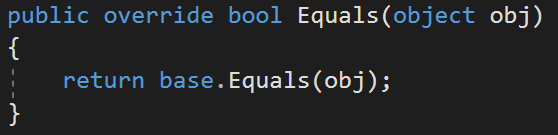 public override bool Equals(object obj)
{
    return base.Equals(obj);
}